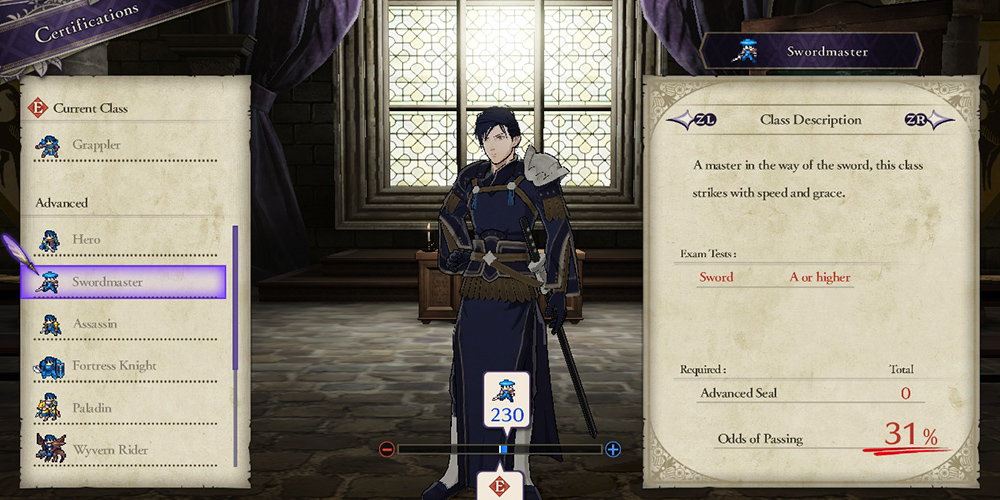 Certifications
E Current Class
Grappler
Advanced
Hero
Swordmaster
Assassin
Fortress Knight
Paladin
Wyvern Rider
230
E
Swordmaster
ZL Class Description ZR
A master in the way of the sword, this class
strikes with speed and grace.
Exam Tests :
Sword A or higher
Required : Total
Advanced Seal 0
Odds of Passing 31 %